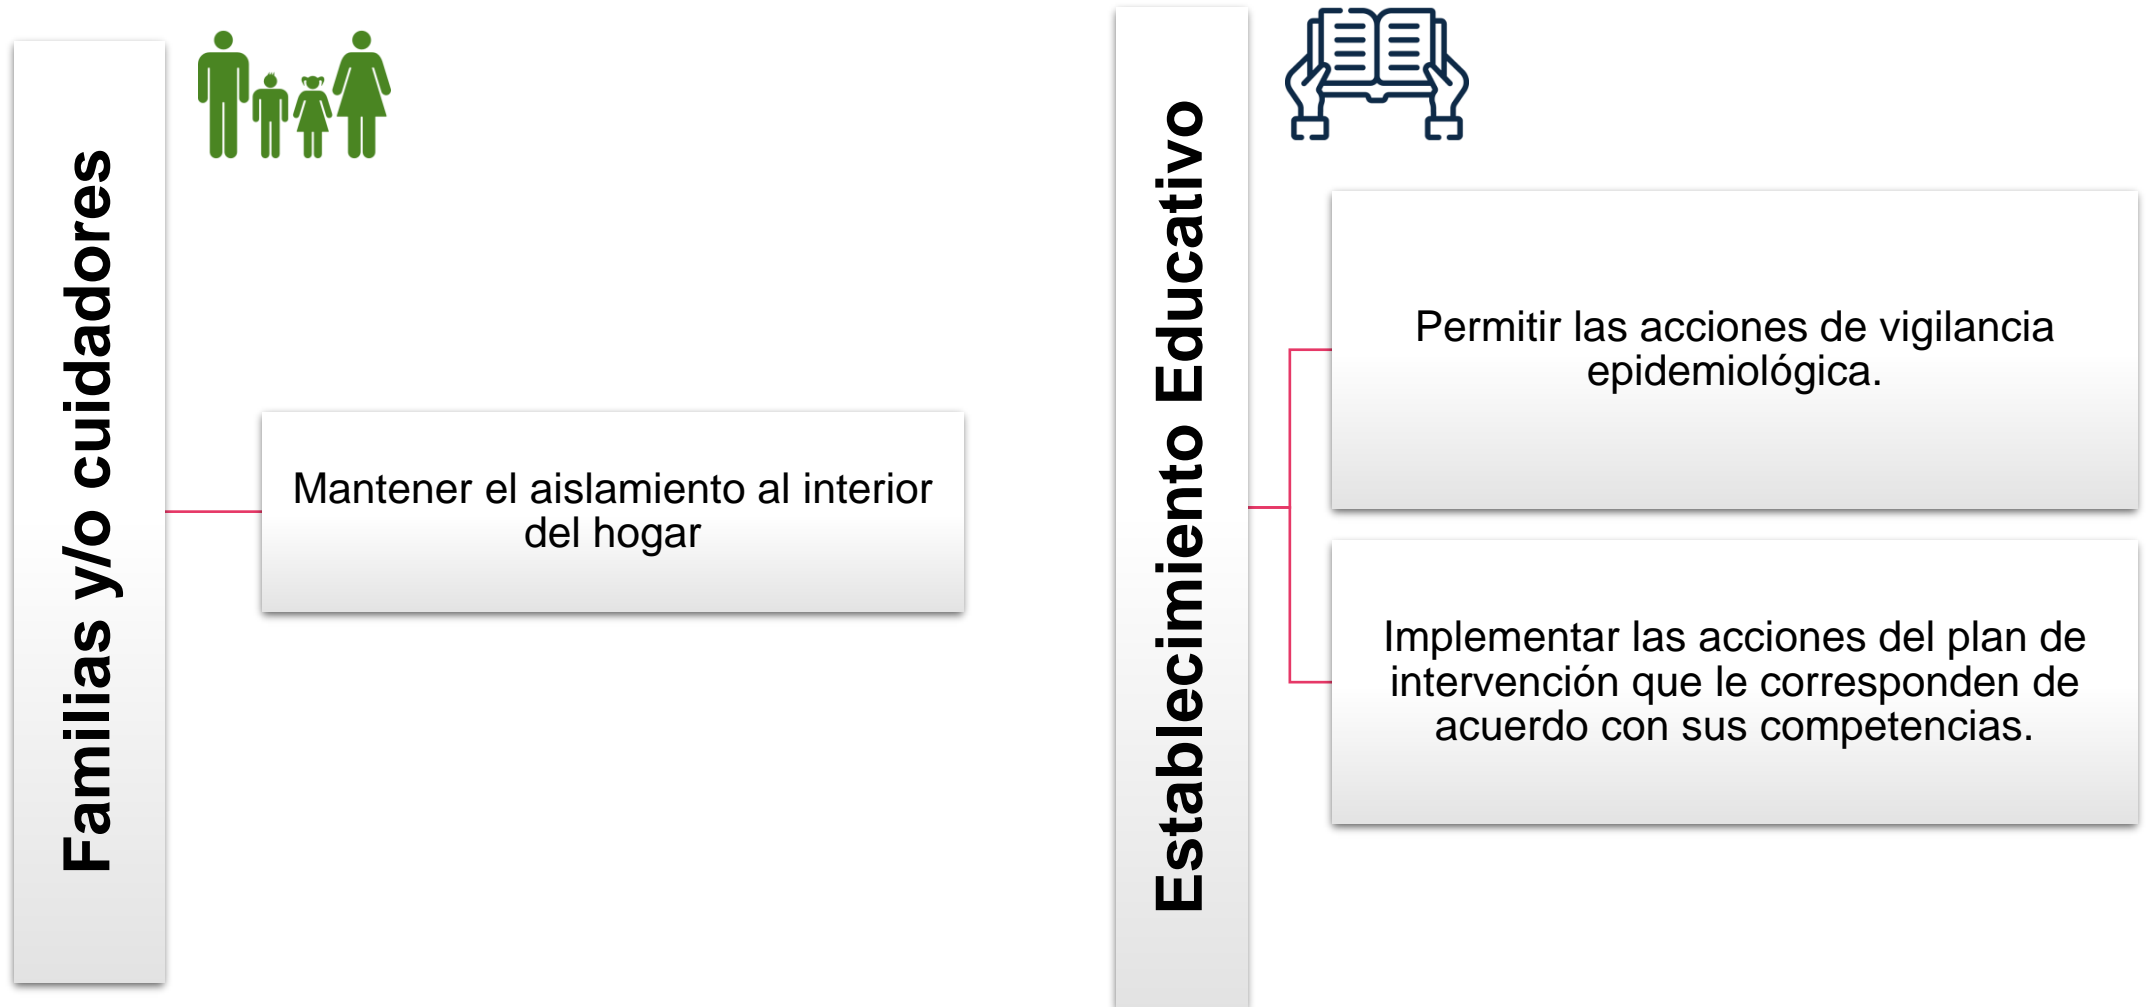 Familias y/o cuidadores
Mantener el aislamiento al interior
del hogar
Establecimiento Educativo
Permitir las acciones de vigilancia
epidemiológica.
Implementar las acciones del plan de
intervención que le corresponden de
acuerdo con sus competencias.